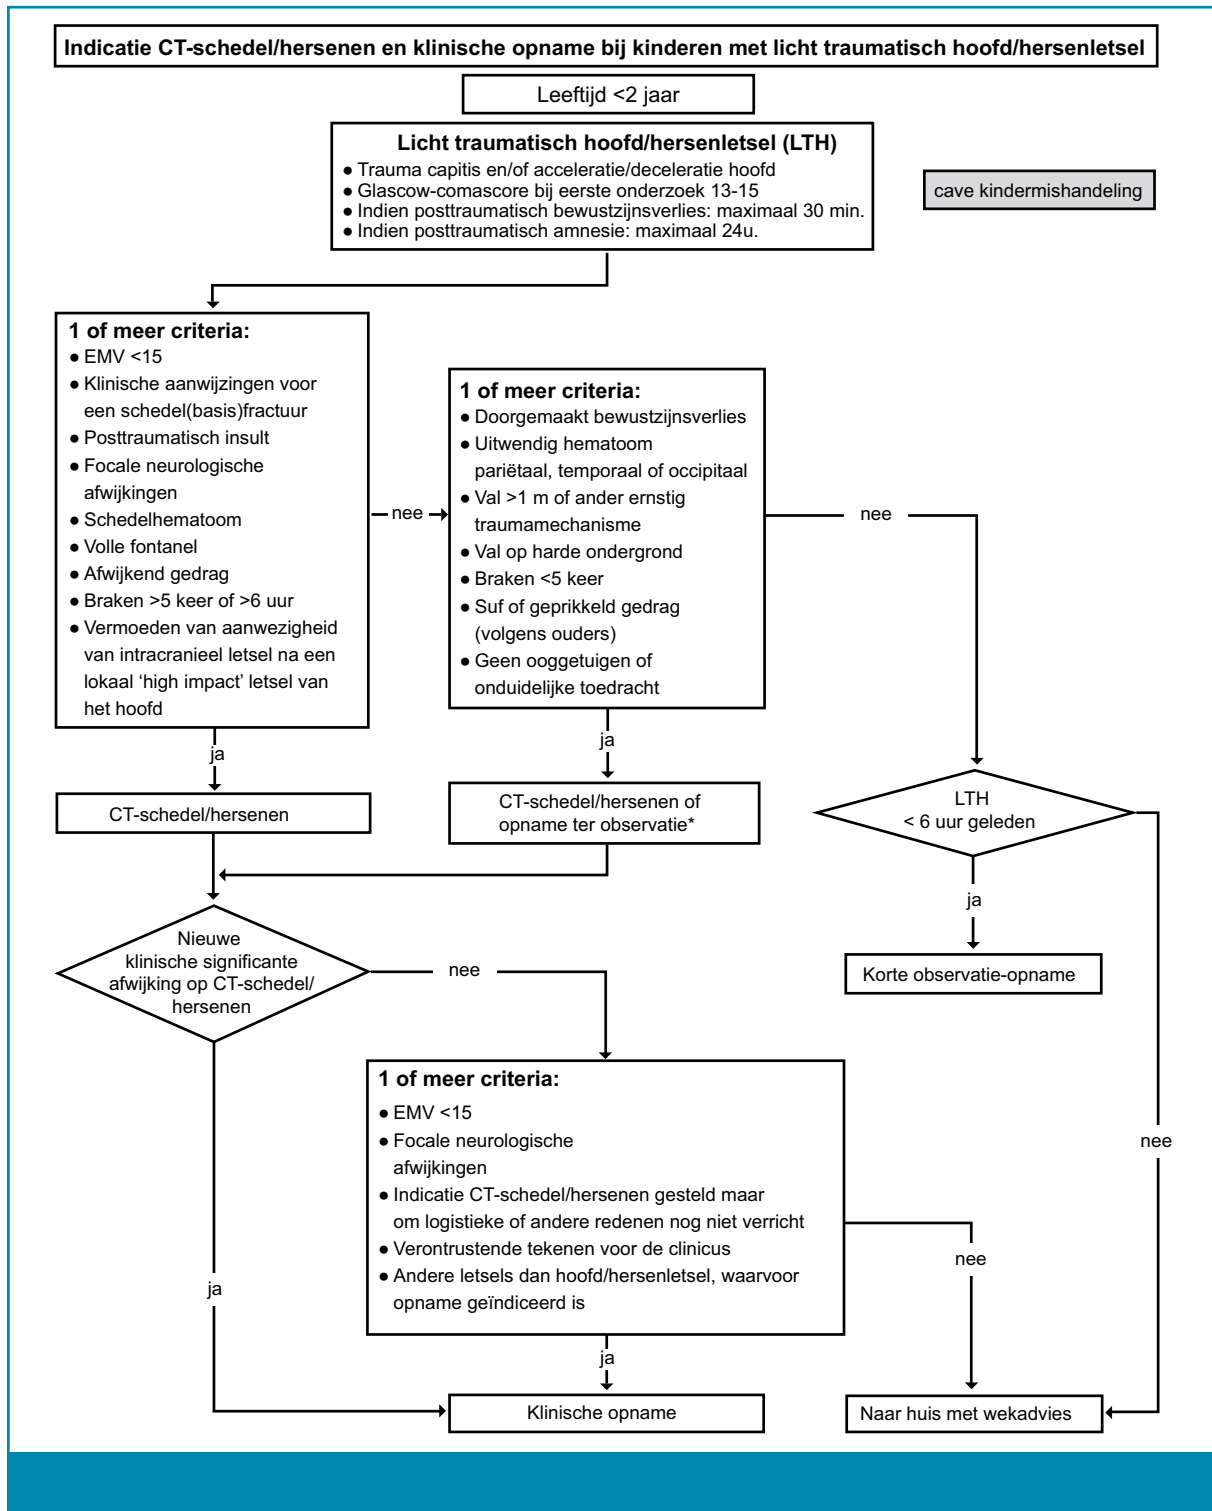 Indicatie CT-schedel/hersenen en klinische opname bij kinderen met licht traumatisch hoofd/hersenletsel
Leeftijd <2 jaar
Licht traumatisch hoofd/hersenletsel (LTH)
● Trauma capitis en/of acceleratie/deceleratie hoofd
● Glascow-comascore bij eerste onderzoek 13-15
● Indien posttraumatisch bewustzijnsverlies: maximaal 30 min.
● Indien posttraumatisch amnesie: maximaal 24u.
cave kindermishandeling
1 of meer criteria:
● EMV <15
● Klinische aanwijzingen voor
een schedel(basis)fractuur
● Posttraumatisch insult
● Focale neurologische
afwijkingen
● Schedelhematoom
● Volle fontanel
● Afwijkend gedrag
● Braken >5 keer of >6 uur
● Vermoeden van aanwezigheid
van intracranieel letsel na een
lokaal ‘high impact’ letsel van
het hoofd
nee
1 of meer criteria:
● Doorgemaakt bewustzijnsverlies
● Uitwendig hematoom
pariëtaal, temporaal of occipitaal
● Val >1 m of ander ernstig
traumamechanisme
● Val op harde ondergrond
● Braken <5 keer
● Suf of geprikkeld gedrag
(volgens ouders)
● Geen ooggetuigen of
onduidelijke toedracht
nee
ja
ja
CT-schedel/hersenen
CT-schedel/hersenen of
opname ter observatie*
LTH
< 6 uur geleden
ja
Korte observatie-opname
nee
Nieuwe
klinische significante
afwijking op CT-schedel/
hersenen
nee
ja
1 of meer criteria:
● EMV <15
● Focale neurologische
afwijkingen
● Indicatie CT-schedel/hersenen gesteld maar
om logistieke of andere redenen nog niet verricht
● Verontrustende tekenen voor de clinicus
● Andere letsels dan hoofd/hersenletsel, waarvoor
opname geïndiceerd is
nee
ja
Klinische opname
Naar huis met wekadvies